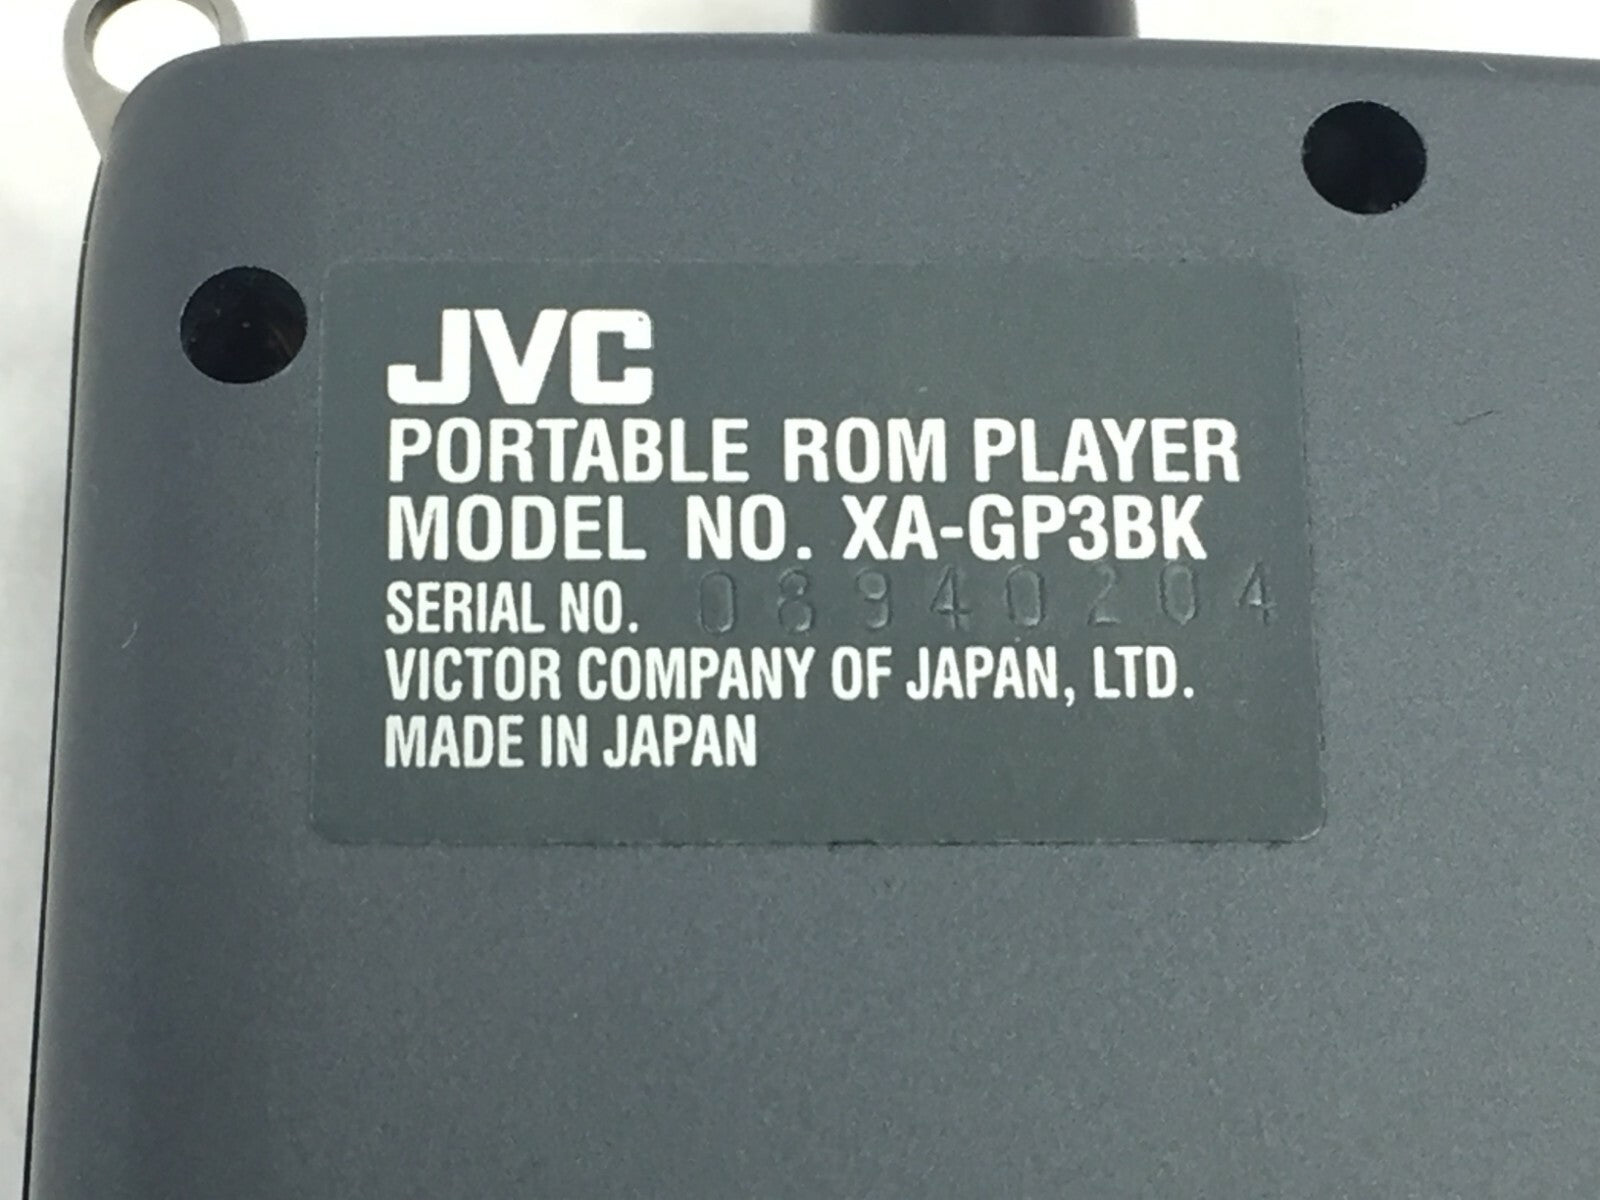 JVC
PORTABLE ROM PLAYER
MODEL NO. XA-GP3BK
SERIAL NO. 08940204
VICTOR COMPANY OF JAPAN, LTD.
MADE IN JAPAN